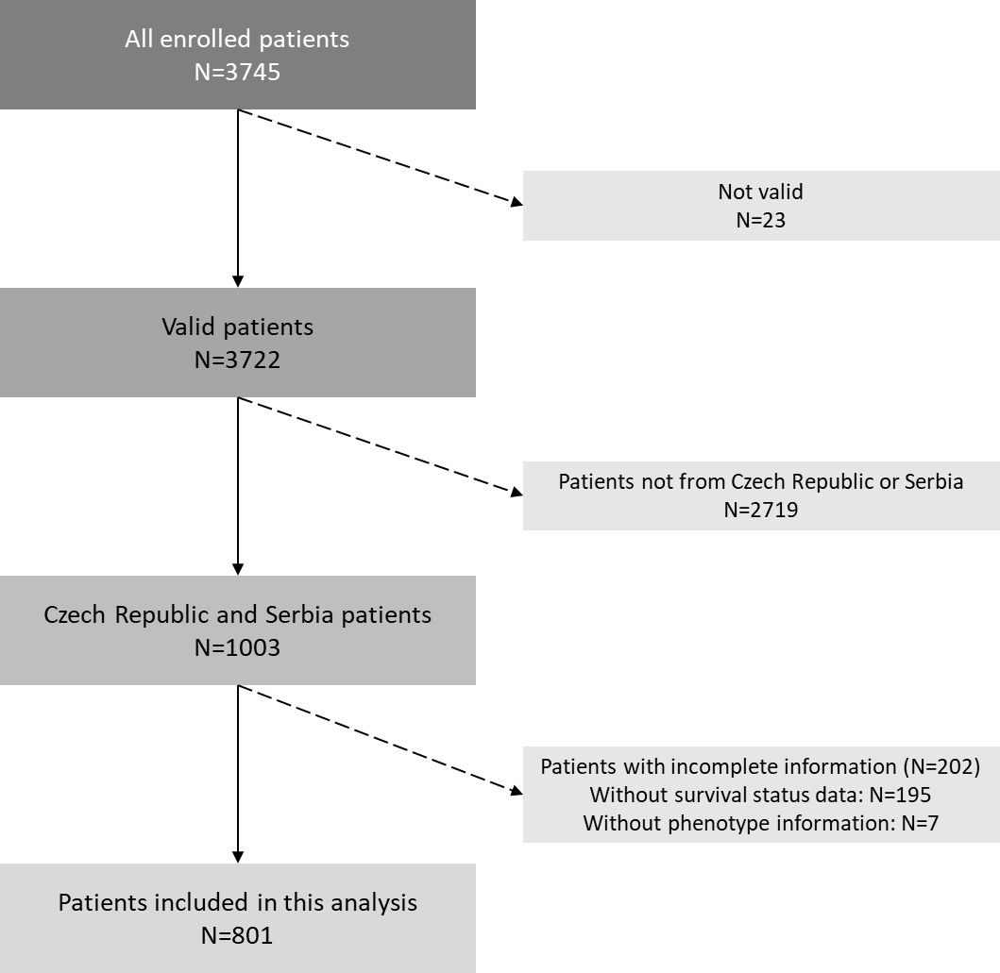 All enrolled patients
N=3745
Not valid
N=23
Valid patients
N=3722
Patients not from Czech Republic or Serbia
N=2719
Czech Republic and Serbia patients
N=1003
Patients with incomplete information (N=202)
Without survival status data: N=195
Without phenotype information: N=7
Patients included in this analysis
N=801